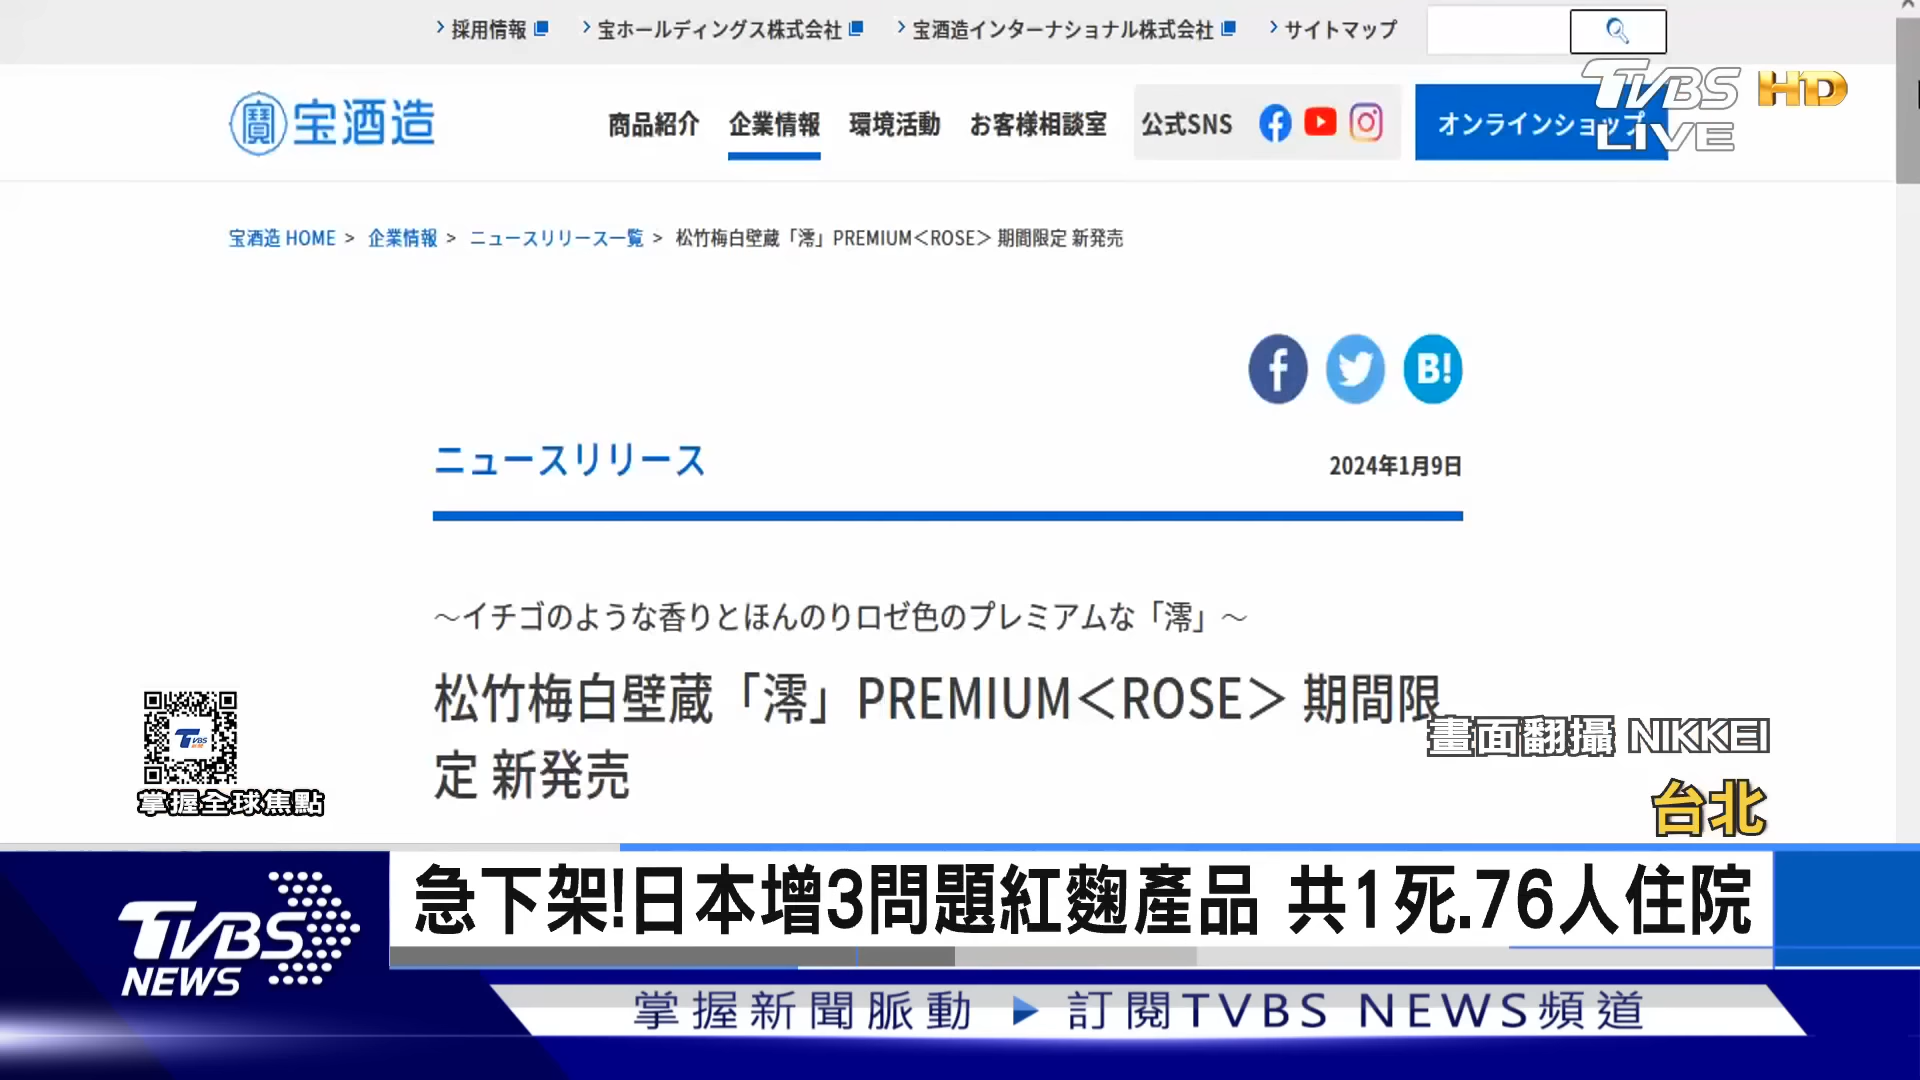 採用情報 宝ホールディングス株式会社 宝酒造インターナショナル株式会社 サイトマップ
TVBS HD
LIVE
寶 宝酒造 商品紹介 企業情報 環境活動 お客様相談室 公式SNS オンラインショップ
宝酒造 HOME > 企業情報 > ニュースリリース一覧 > 松竹梅白壁蔵「澪」PREMIUM＜ROSE＞ 期間限定 新発売
f B!
ニュースリリース 2024年1月9日
～イチゴのような香りとほんのりロゼ色のプレミアムな「澪」～
松竹梅白壁蔵「澪」PREMIUM＜ROSE＞ 期間限
定 新発売
畫面翻攝 NIKKEI
TVBS
新聞
掌握全球焦點
台北
急下架!日本增3問題紅麴產品 共1死.76人住院
TVBS
NEWS
掌握新聞脈動 ▶ 訂閱TVBS NEWS頻道